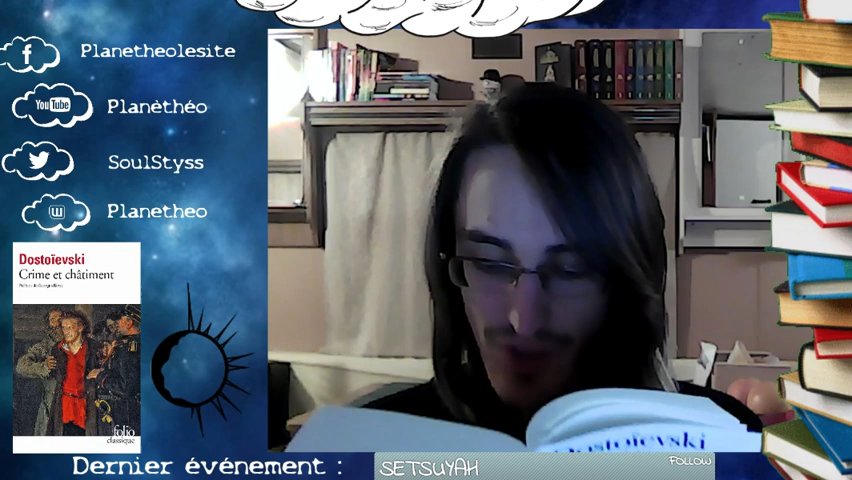 f Planetheolesite
YouTube Planèthéo
SoulStyss
w Planetheo
Dostoïevski
Crime et châtiment
folio
classique
Dostoïevski
Dernier événement :
SETSUYAH
FOLLOW